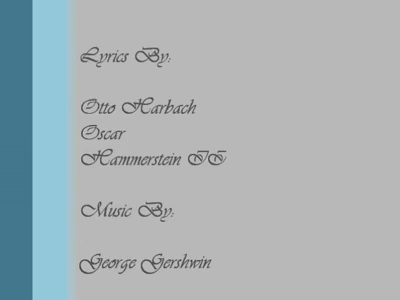 Lyrics By:
Otto Harbach
Oscar
Hammerstein II
Music By:
George Gershwin